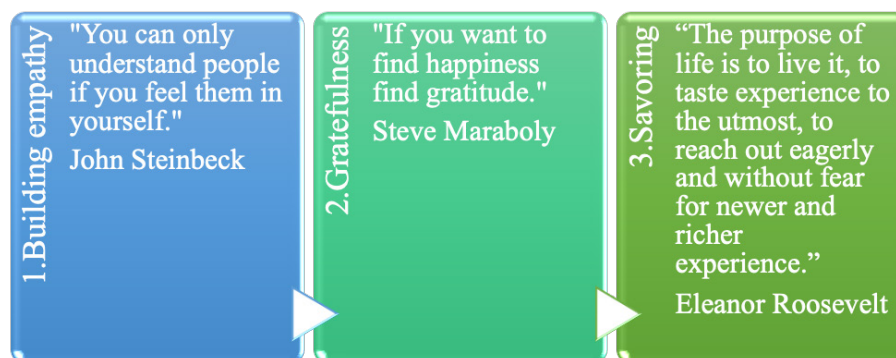 1.Building empathy
"You can only
understand people
if you feel them in
yourself."
John Steinbeck
2.Gratefulness
"If you want to
find happiness
find gratitude."
Steve Maraboly
3.Savoring
“The purpose of
life is to live it, to
taste experience to
the utmost, to
reach out eagerly
and without fear
for newer and
richer
experience.”
Eleanor Roosevelt